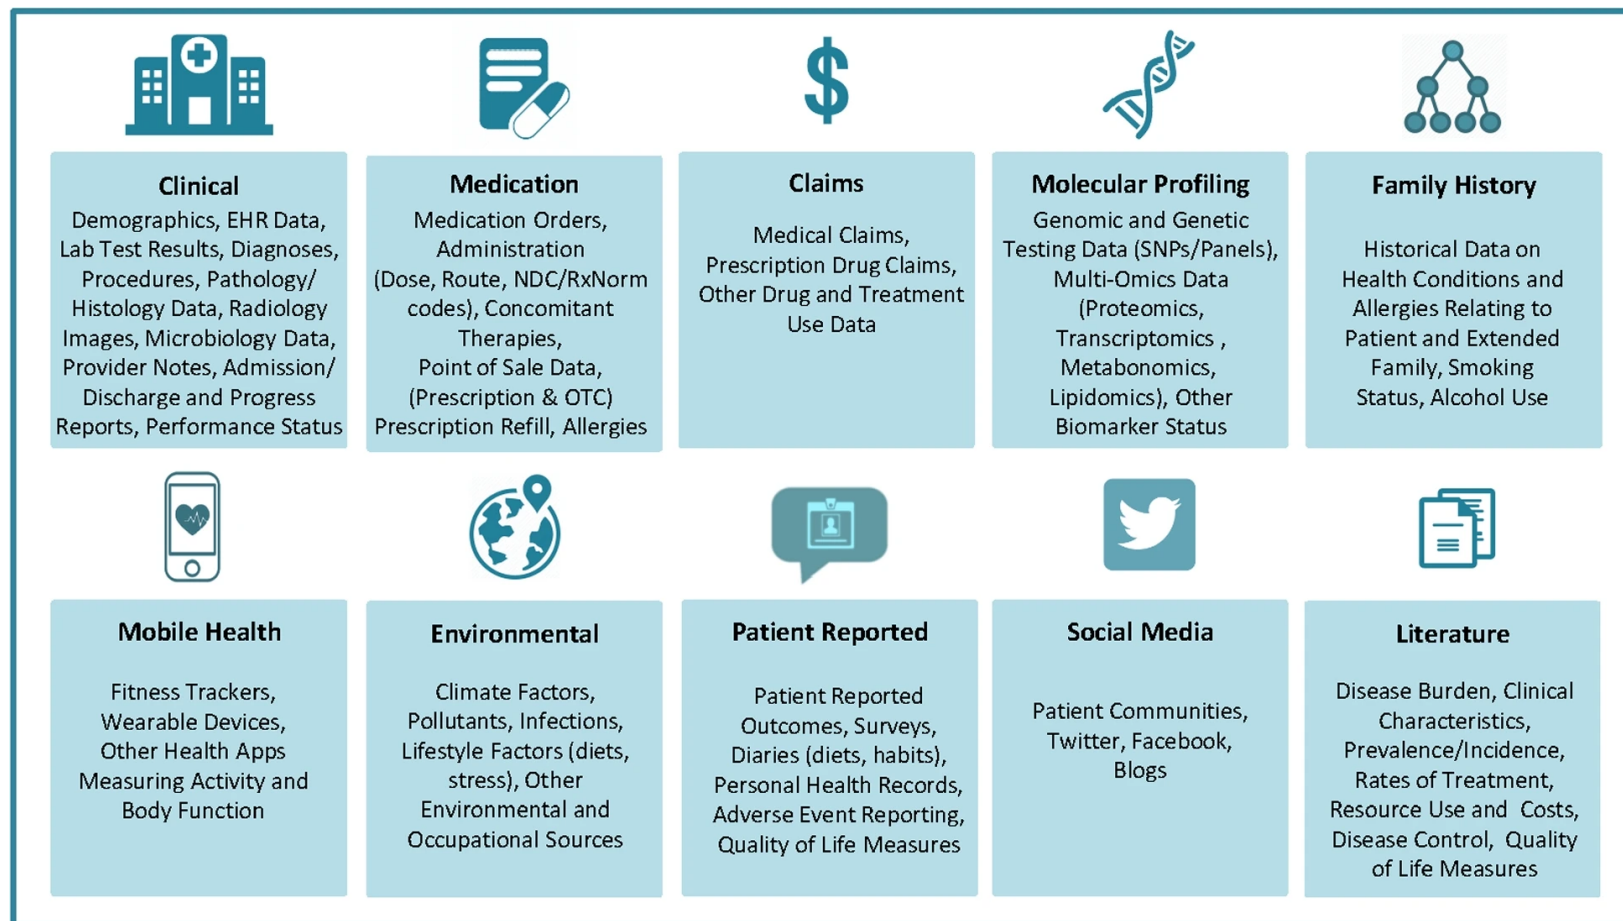 Clinical
Demographics, EHR Data,
Lab Test Results, Diagnoses,
Procedures, Pathology/
Histology Data, Radiology
Images, Microbiology Data,
Provider Notes, Admission/
Discharge and Progress
Reports, Performance Status
Medication
Medication Orders,
Administration
(Dose, Route, NDC/RxNorm
codes), Concomitant
Therapies,
Point of Sale Data,
(Prescription & OTC)
Prescription Refill, Allergies
Claims
Medical Claims,
Prescription Drug Claims,
Other Drug and Treatment
Use Data
Molecular Profiling
Genomic and Genetic
Testing Data (SNPs/Panels),
Multi-Omics Data
(Proteomics,
Transcriptomics ,
Metabonomics,
Lipidomics), Other
Biomarker Status
Family History
Historical Data on
Health Conditions and
Allergies Relating to
Patient and Extended
Family, Smoking
Status, Alcohol Use
Mobile Health
Fitness Trackers,
Wearable Devices,
Other Health Apps
Measuring Activity and
Body Function
Environmental
Climate Factors,
Pollutants, Infections,
Lifestyle Factors (diets,
stress), Other
Environmental and
Occupational Sources
Patient Reported
Patient Reported
Outcomes, Surveys,
Diaries (diets, habits),
Personal Health Records,
Adverse Event Reporting,
Quality of Life Measures
Social Media
Patient Communities,
Twitter, Facebook,
Blogs
Literature
Disease Burden, Clinical
Characteristics,
Prevalence/Incidence,
Rates of Treatment,
Resource Use and Costs,
Disease Control, Quality
of Life Measures